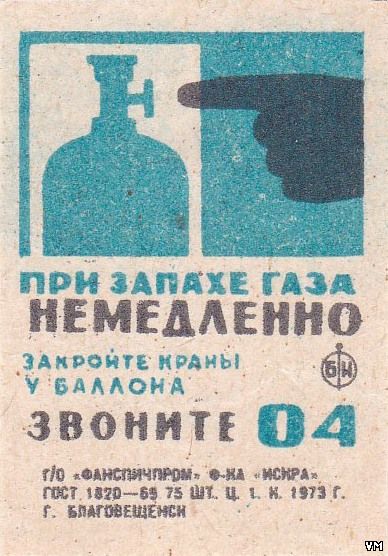 ПРИ ЗАПАХЕ ГАЗА
НЕМЕДЛЕННО
ЗАКРОЙТЕ КРАНЫ
У БАЛЛОНА
БИ
ЗВОНИТЕ 04
Г/О «ФАНСПИЧПРОМ» Ф-КА «ИСКРА»
ГОСТ 1820—69 75 ШТ. Ц. 1. К. 1973 Г.
Г. БЛАГОВЕЩЕНСК
VM